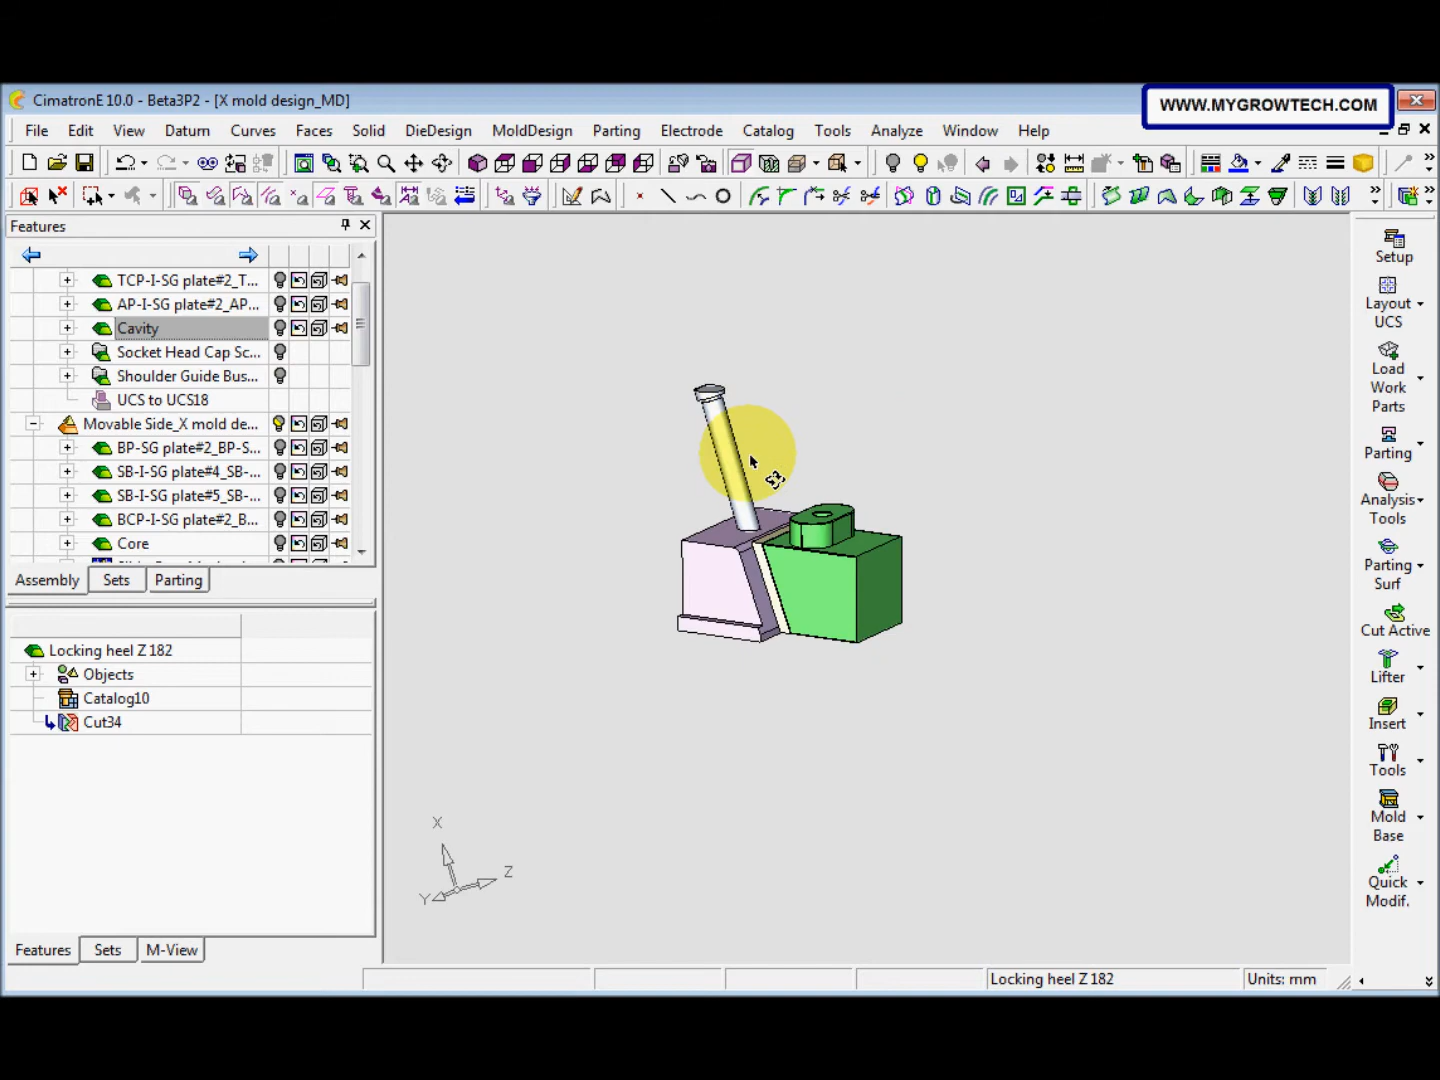 CimatronE 10.0 - Beta3P2 - [X mold design_MD]
WWW.MYGROWTECH.COM
File Edit View Datum Curves Faces Solid DieDesign MoldDesign Parting Electrode Catalog Tools Analyze Window Help
Features
TCP-I-SG plate#2_T...
AP-I-SG plate#2_AP...
Cavity
Socket Head Cap Sc...
Shoulder Guide Bus...
UCS to UCS18
Movable Side_X mold de...
BP-SG plate#2_BP-S...
SB-I-SG plate#4_SB-...
SB-I-SG plate#5_SB-...
BCP-I-SG plate#2_B...
Core
Assembly Sets Parting
Locking heel Z 182
Objects
Catalog10
Cut34
Features Sets M-View
X
Z
Y
Setup
Layout
UCS
Load
Work
Parts
Parting
Analysis
Tools
Parting
Surf
Cut Active
Lifter
Insert
Tools
Mold
Base
Quick
Modif.
Locking heel Z 182
Units: mm